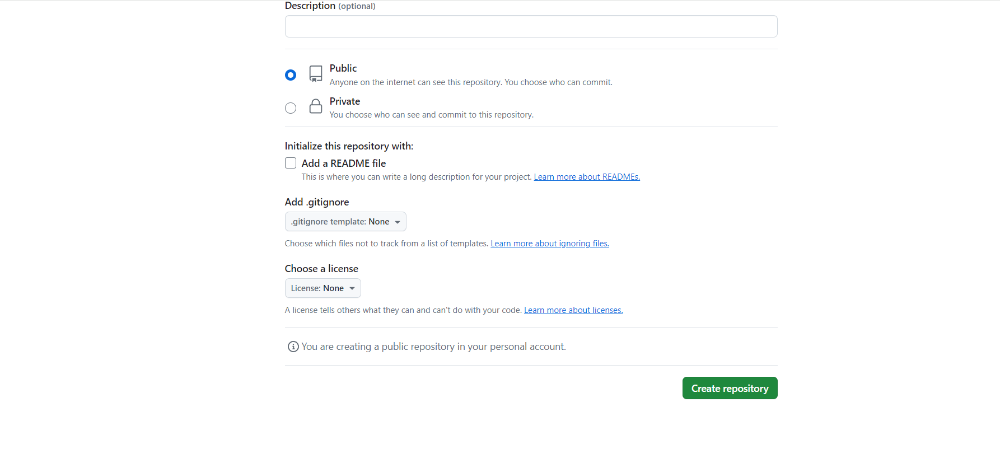 Description (optional)
Public
Anyone on the internet can see this repository. You choose who can commit.
Private
You choose who can see and commit to this repository.
Initialize this repository with:
Add a README file
This is where you can write a long description for your project. Learn more about READMEs.
Add .gitignore
.gitignore template: None
Choose which files not to track from a list of templates. Learn more about ignoring files.
Choose a license
License: None
A license tells others what they can and can't do with your code. Learn more about licenses.
You are creating a public repository in your personal account.
Create repository